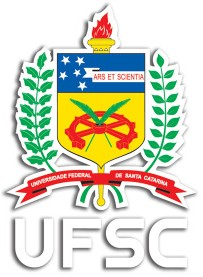 ARS ET SCIENTIA
UNIVERSIDADE FEDERAL DE SANTA CATARINA
UFSC